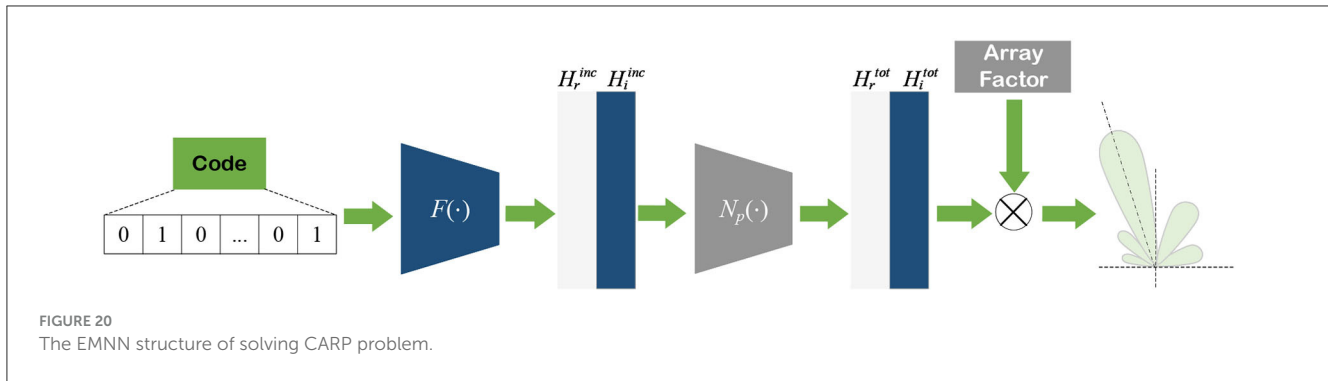 Array
Factor
H_r^{inc} H_i^{inc}
H_r^{tot} H_i^{tot}
Code
F(·)
N_p(·)
0 1 0 ... 0 1
FIGURE 20
The EMNN structure of solving CARP problem.